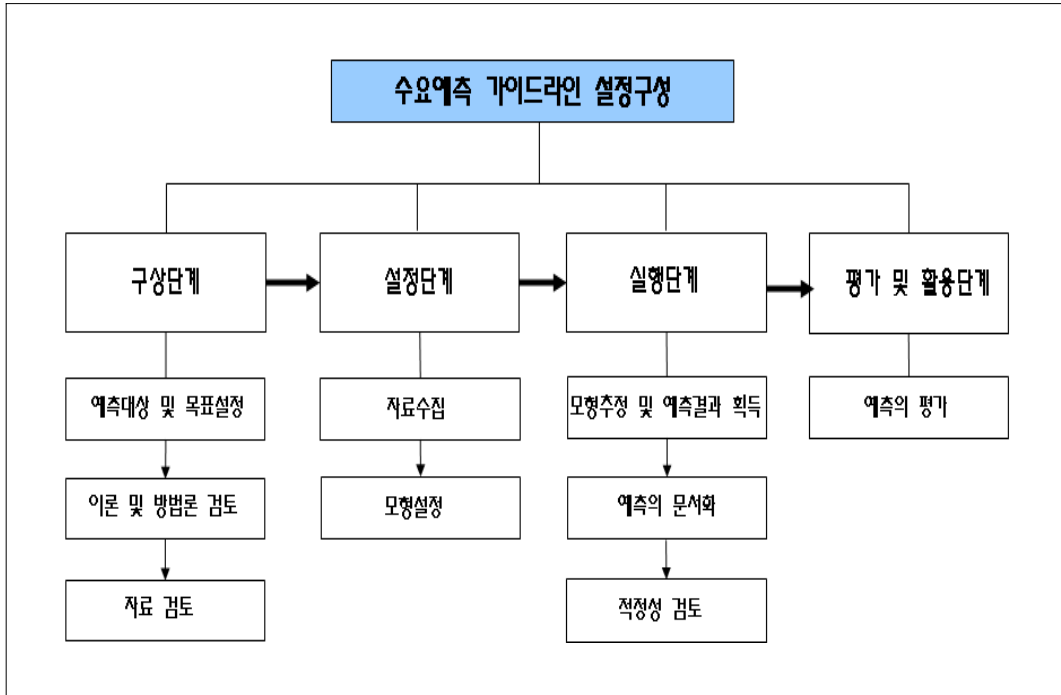 수요예측 가이드라인 설정구성
구상단계
설정단계
실행단계
평가 및 활용단계
예측대상 및 목표설정
자료수집
모형추정 및 예측결과 획득
예측의 평가
이론 및 방법론 검토
모형설정
예측의 문서화
자료 검토
적정성 검토